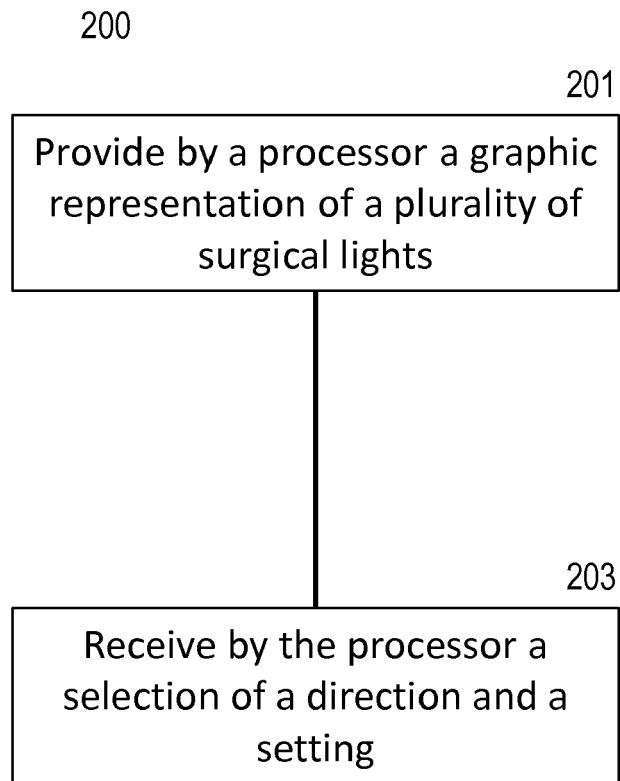 200
201
Provide by a processor a graphic
representation of a plurality of
surgical lights
203
Receive by the processor a
selection of a direction and a
setting